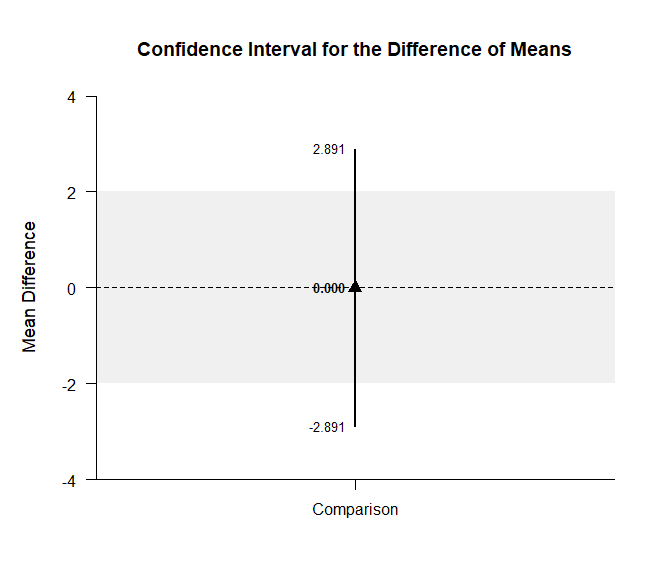 Confidence Interval for the Difference of Means
Mean Difference
4
2
0
-2
-4
2.891
0.000
-2.891
Comparison